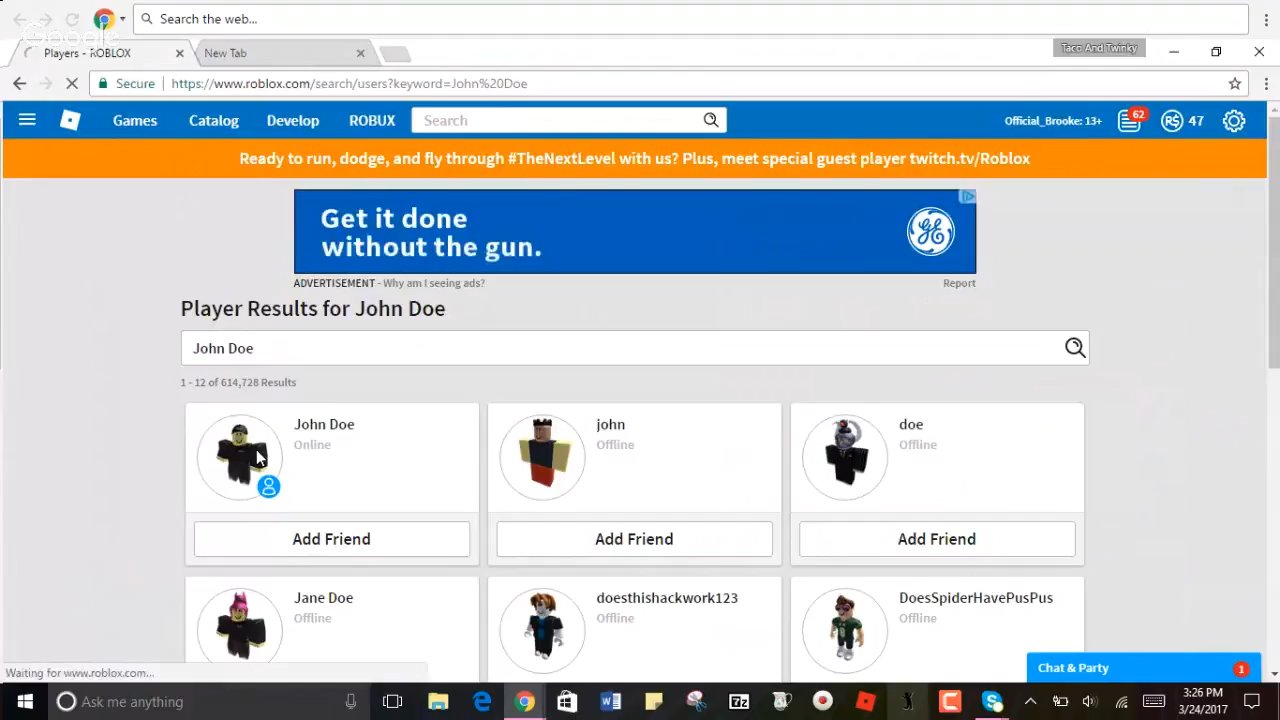 Search the web...
Google
Players - ROBLOX
New Tab
Taco And Twinky
Secure
https://www.roblox.com/search/users?keyword=John%20Doe
Games
Catalog
Develop
ROBUX
Search
Official_Brooke: 13+
62
R$
47
Ready to run, dodge, and fly through #TheNextLevel with us? Plus, meet special guest player twitch.tv/Roblox
Get it done
without the gun.
ADVERTISEMENT - Why am I seeing ads?
Report
Player Results for John Doe
John Doe
1 - 12 of 614,728 Results
John Doe
Online
Add Friend
john
Offline
Add Friend
doe
Offline
Add Friend
Jane Doe
Offline
doesthishackwork123
Offline
DoesSpiderHavePusPus
Offline
Waiting for www.roblox.com...
Chat & Party
1
Ask me anything
3:26 PM
3/24/2017